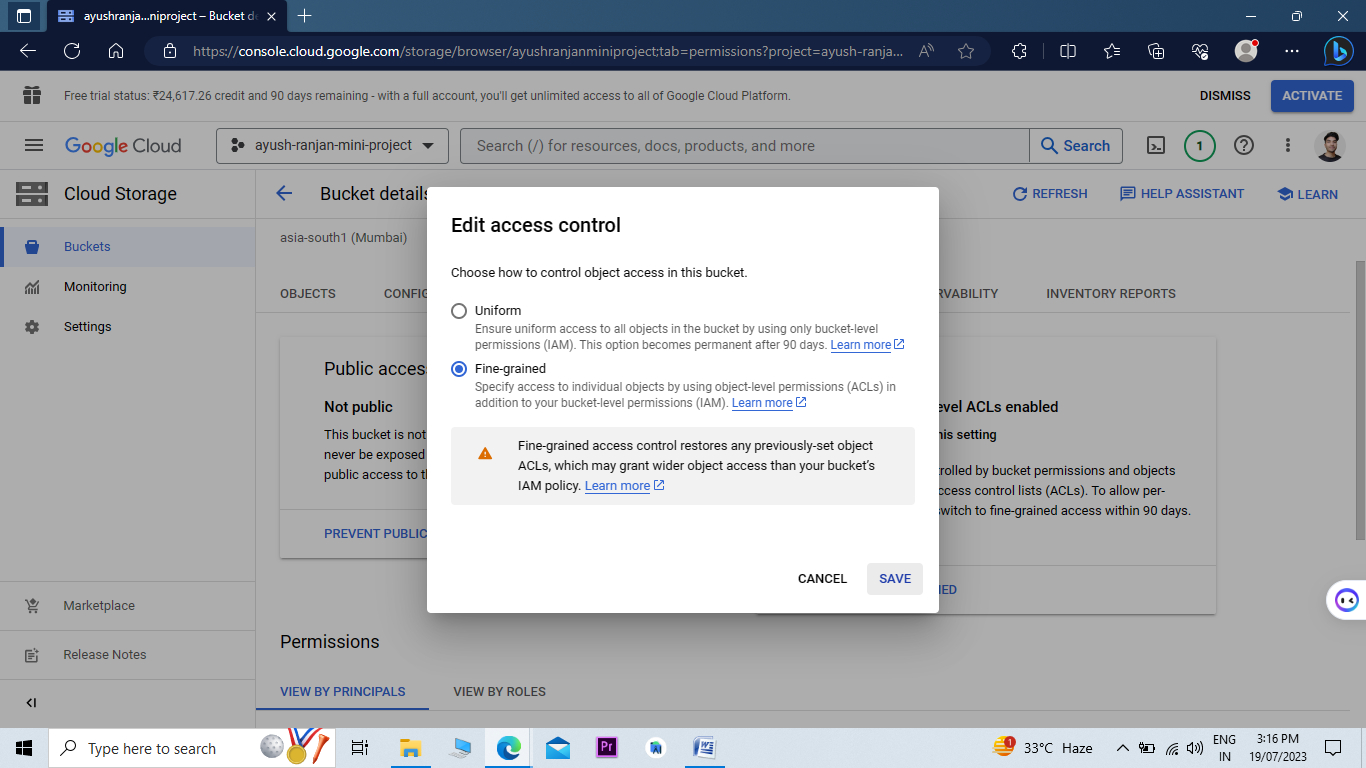 ayushranja...niproject – Bucket de
https://console.cloud.google.com/storage/browser/ayushranjanminiproject;tab=permissions?project=ayush-ranja...
Free trial status: ₹24,617.26 credit and 90 days remaining - with a full account, you'll get unlimited access to all of Google Cloud Platform.
DISMISS
ACTIVATE
Google Cloud
ayush-ranjan-mini-project
Search (/) for resources, docs, products, and more
Search
1
Cloud Storage
Bucket details
REFRESH
HELP ASSISTANT
LEARN
Buckets
Monitoring
Settings
Marketplace
Release Notes
asia-south1 (Mumbai)
OBJECTS
CONFIG
RVABILITY
INVENTORY REPORTS
Public acces
Not public
This bucket is not
never be exposed
public access to th
PREVENT PUBLIC
Edit access control
Choose how to control object access in this bucket.
Uniform
Ensure uniform access to all objects in the bucket by using only bucket-level
permissions (IAM). This option becomes permanent after 90 days. Learn more
Fine-grained
Specify access to individual objects by using object-level permissions (ACLs) in
addition to your bucket-level permissions (IAM). Learn more
Fine-grained access control restores any previously-set object
ACLs, which may grant wider object access than your bucket's
IAM policy. Learn more
CANCEL
SAVE
evel ACLs enabled
his setting
rolled by bucket permissions and objects
ccess control lists (ACLs). To allow per-
switch to fine-grained access within 90 days.
ED
Permissions
VIEW BY PRINCIPALS
VIEW BY ROLES
Type here to search
Pr
W
1
33°C Haze
ENG
IN
3:16 PM
19/07/2023